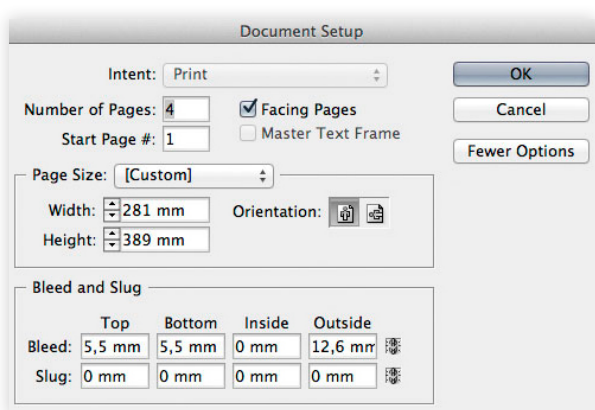 Document Setup
Intent: Print
OK
Number of Pages: 4
Facing Pages
Cancel
Start Page #: 1
Master Text Frame
Fewer Options
Page Size: [Custom]
Width: 281 mm
Orientation:
Height: 389 mm
Bleed and Slug
Top Bottom Inside Outside
Bleed: 5,5 mm 5,5 mm 0 mm 12,6 mm
Slug: 0 mm 0 mm 0 mm 0 mm